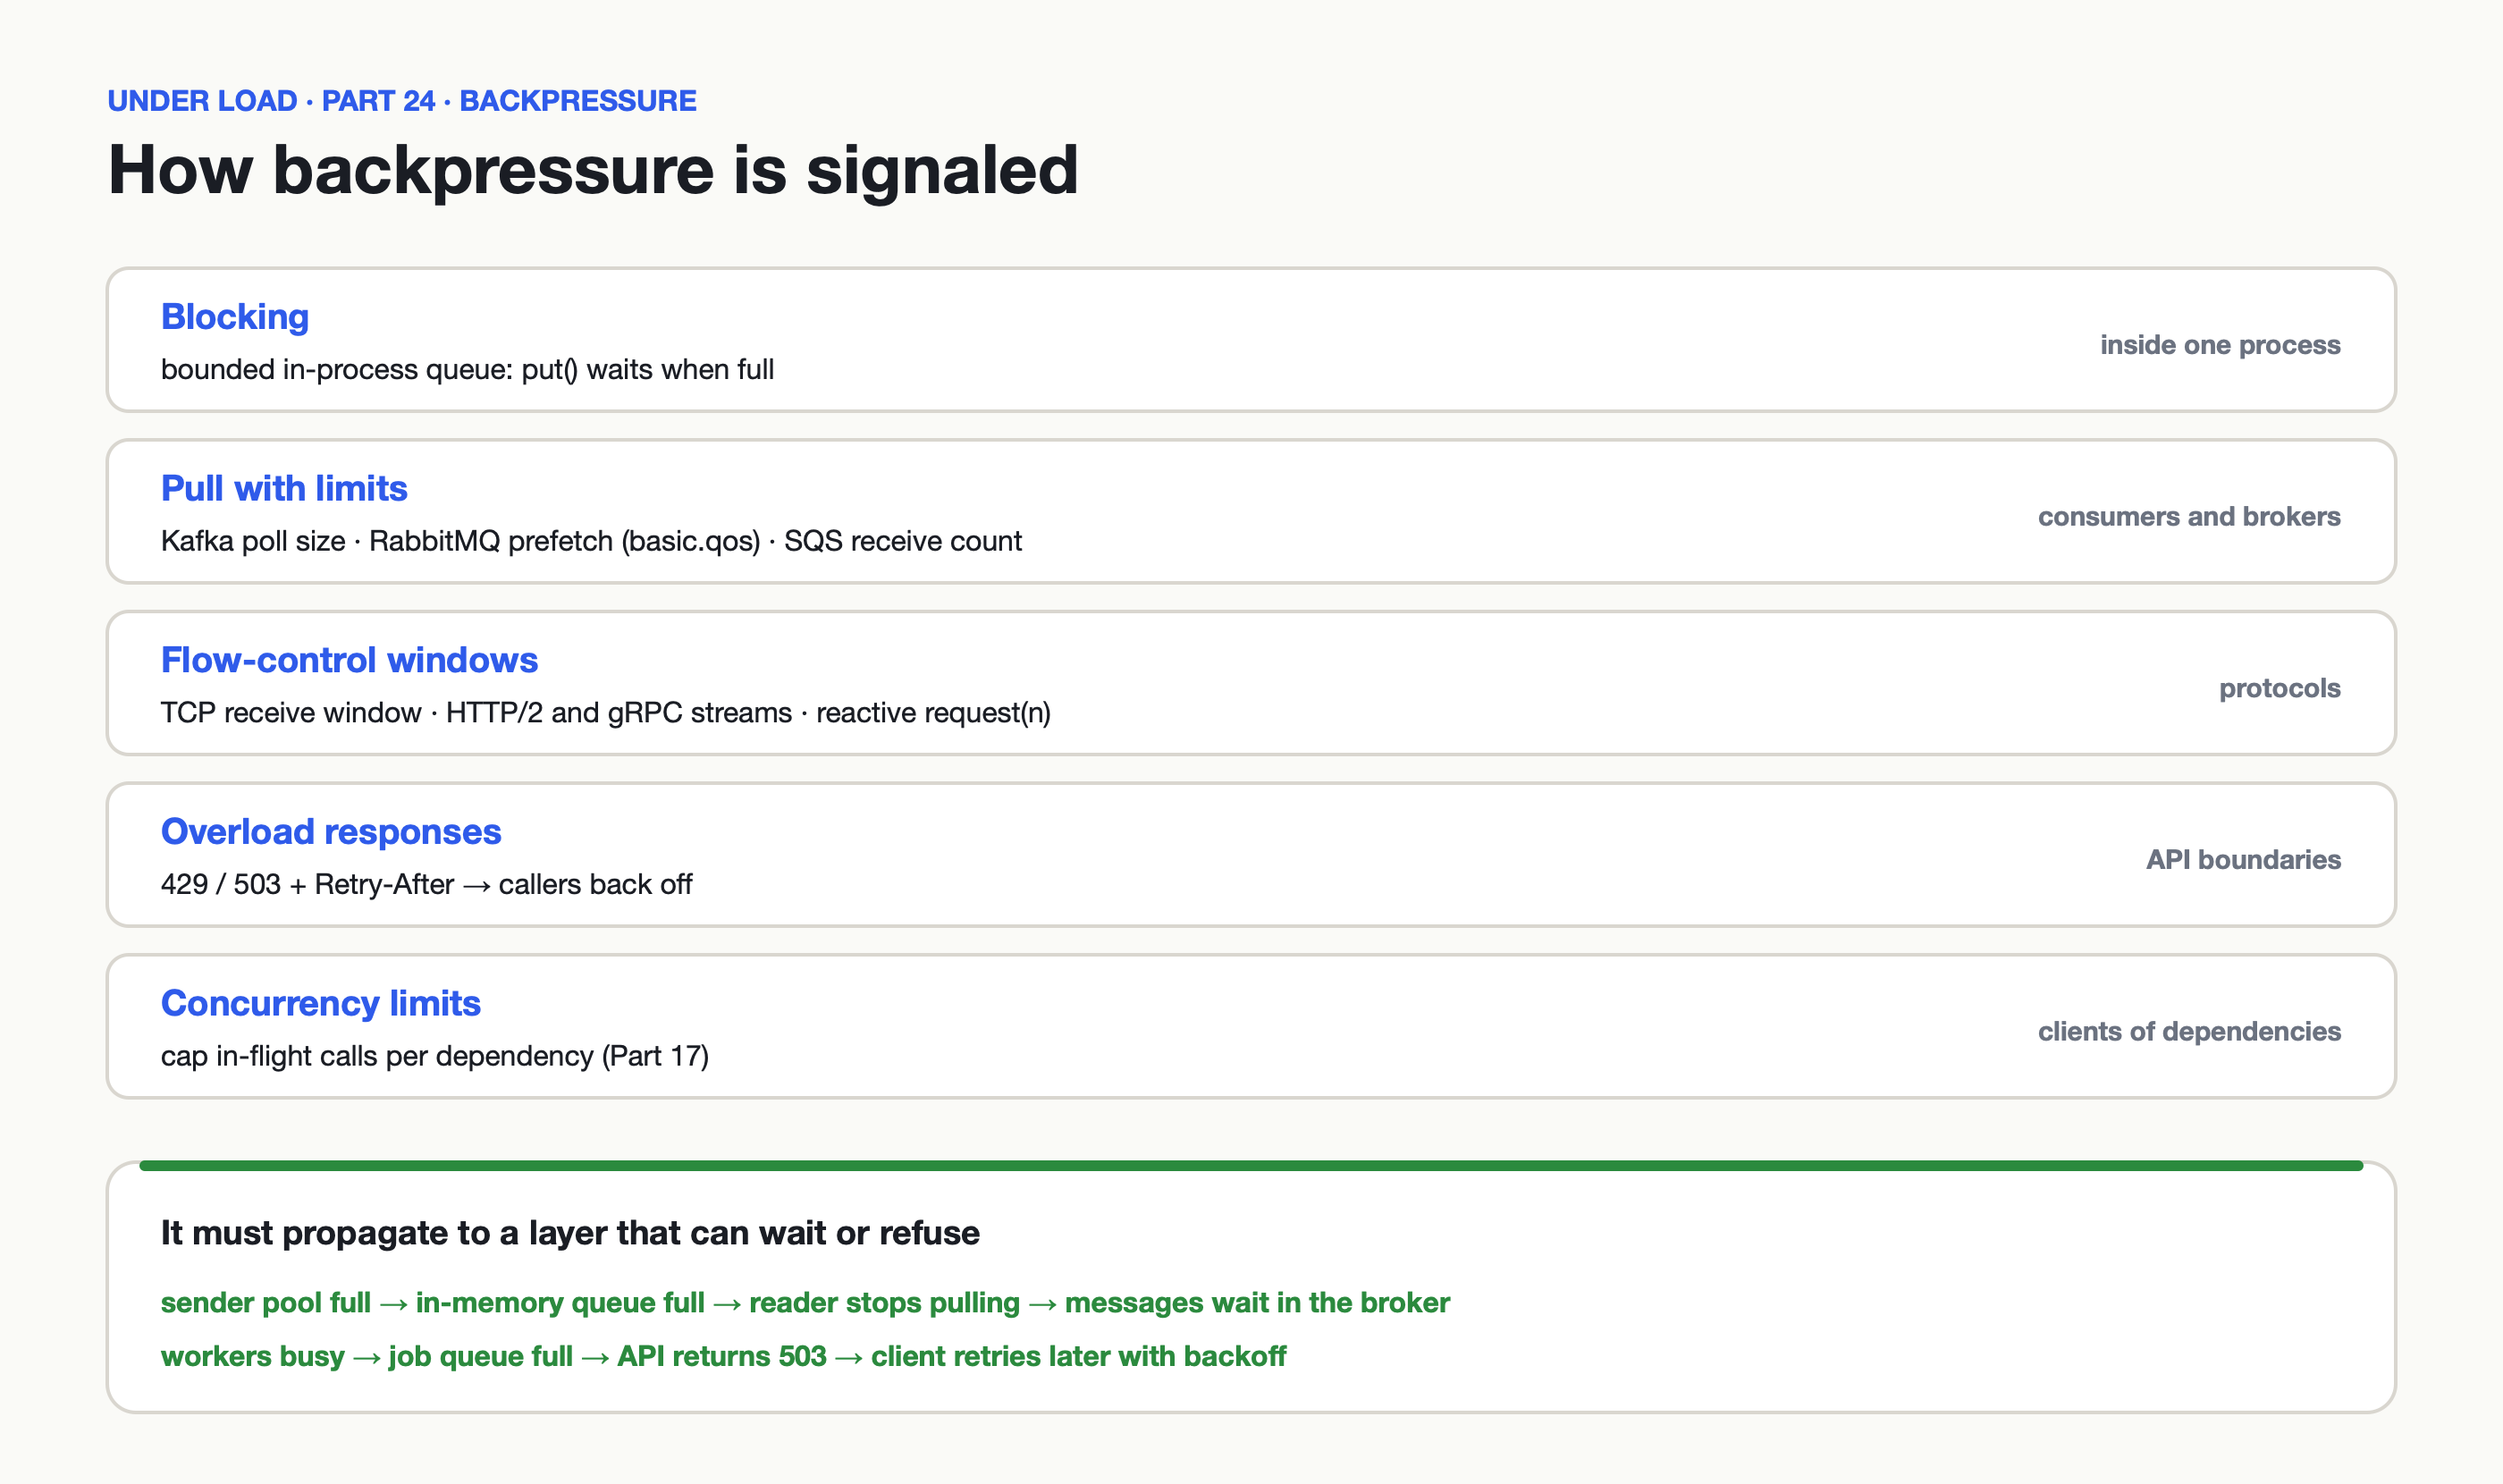 UNDER LOAD · PART 24 · BACKPRESSURE
How backpressure is signaled
Blocking
bounded in-process queue: put() waits when full
inside one process
Pull with limits
Kafka poll size · RabbitMQ prefetch (basic.qos) · SQS receive count
consumers and brokers
Flow-control windows
TCP receive window · HTTP/2 and gRPC streams · reactive request(n)
protocols
Overload responses
429 / 503 + Retry-After → callers back off
API boundaries
Concurrency limits
cap in-flight calls per dependency (Part 17)
clients of dependencies
It must propagate to a layer that can wait or refuse
sender pool full → in-memory queue full → reader stops pulling → messages wait in the broker
workers busy → job queue full → API returns 503 → client retries later with backoff